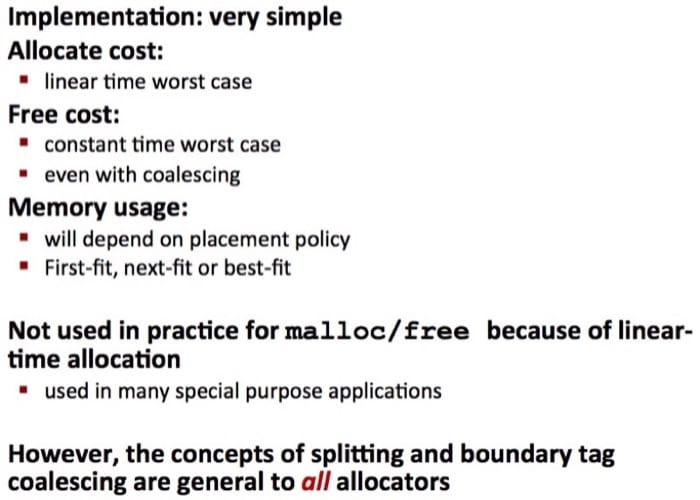 Implementation: very simple
Allocate cost:
▪ linear time worst case
Free cost:
▪ constant time worst case
▪ even with coalescing
Memory usage:
▪ will depend on placement policy
▪ First-fit, next-fit or best-fit
Not used in practice for malloc/free because of linear-
time allocation
▪ used in many special purpose applications
However, the concepts of splitting and boundary tag
coalescing are general to all allocators